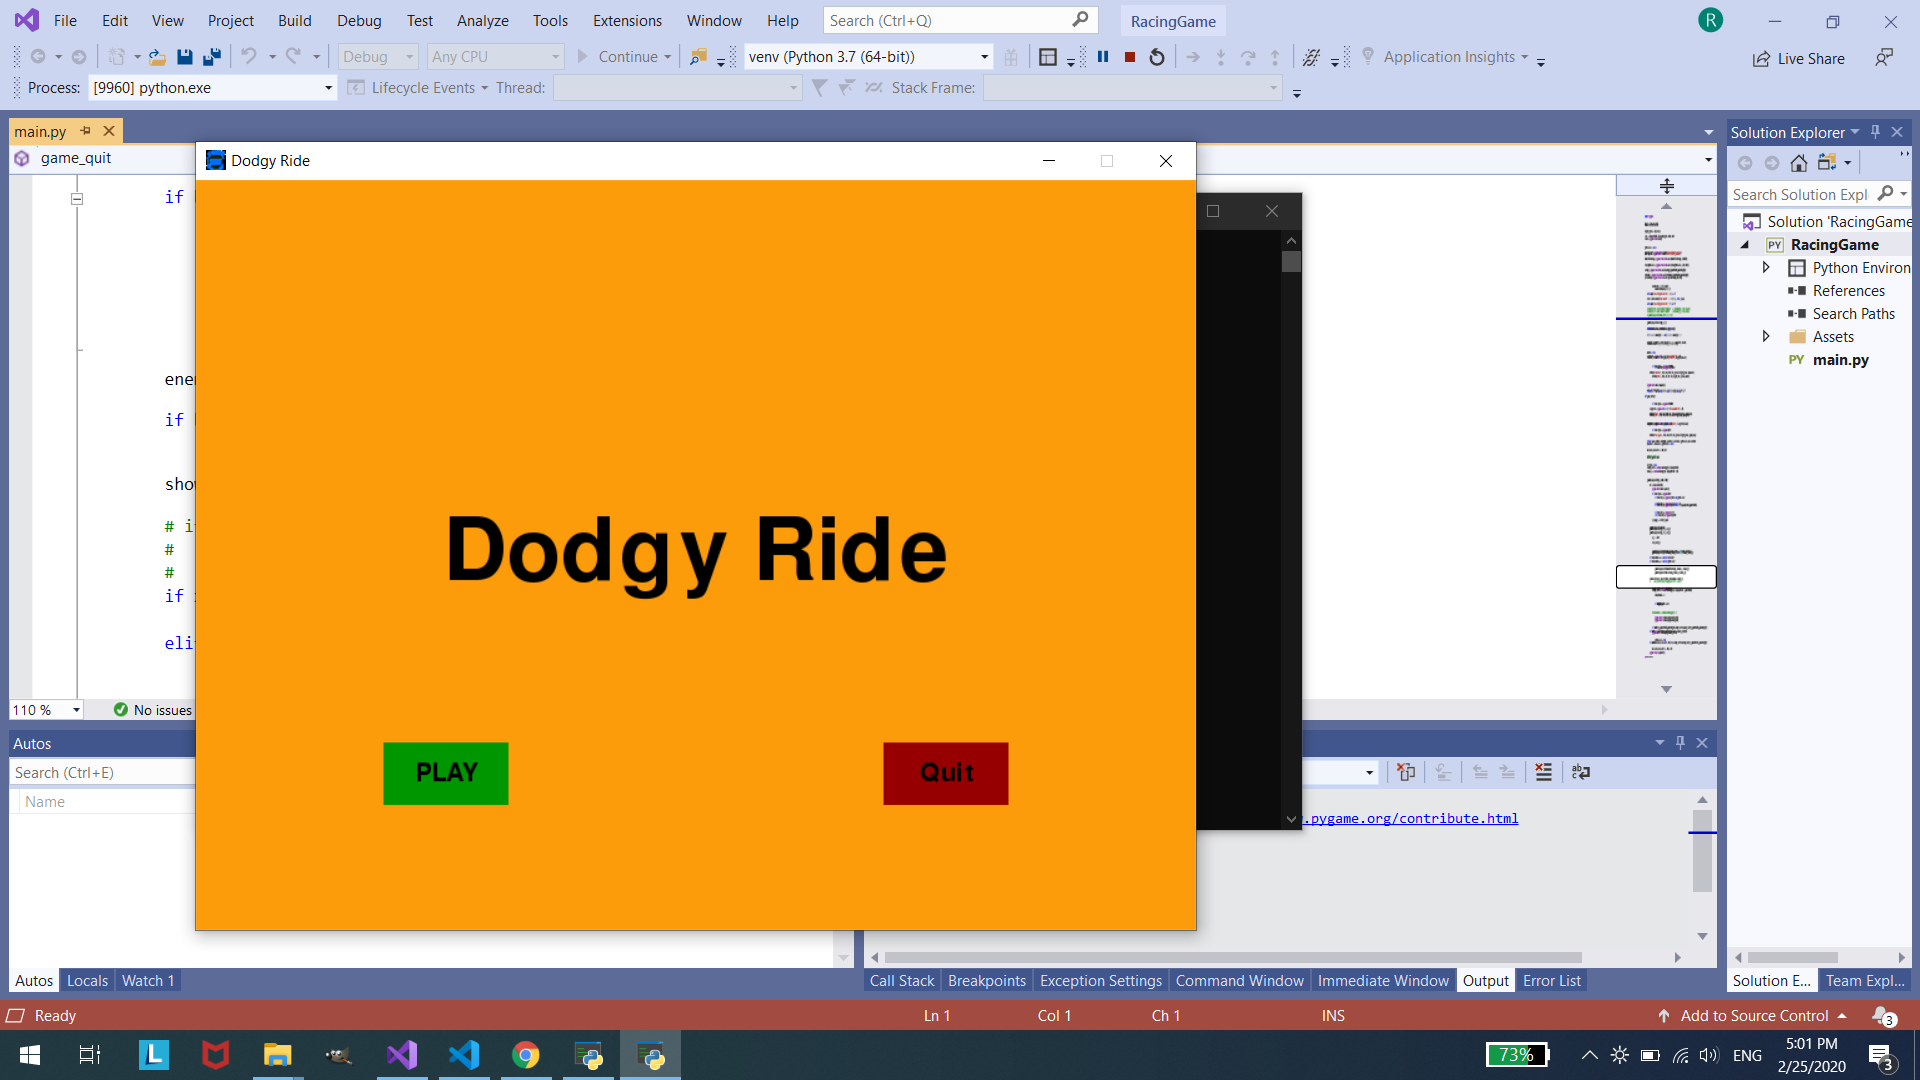 File Edit View Project Build Debug Test Analyze Tools Extensions Window Help Search (Ctrl+Q) RacingGame R
Debug Any CPU Continue venv (Python 3.7 (64-bit)) Application Insights Live Share
Process: [9960] python.exe Lifecycle Events Thread: Stack Frame:
main.py
game_quit
Dodgy Ride
if
ener
if
show
# i
#
#
if
eli
110 %
No issues
Dodgy Ride
PLAY
Quit
Solution Explorer
Search Solution Expl
Solution 'RacingGame
PY RacingGame
Python Environ
References
Search Paths
Assets
PY main.py
Autos
Search (Ctrl+E)
Name
.pygame.org/contribute.html
Autos Locals Watch 1
Call Stack Breakpoints Exception Settings Command Window Immediate Window Output Error List
Solution E... Team Expl...
Ready Ln 1 Col 1 Ch 1 INS Add to Source Control 3
L 73% ENG 5:01 PM
2/25/2020 3